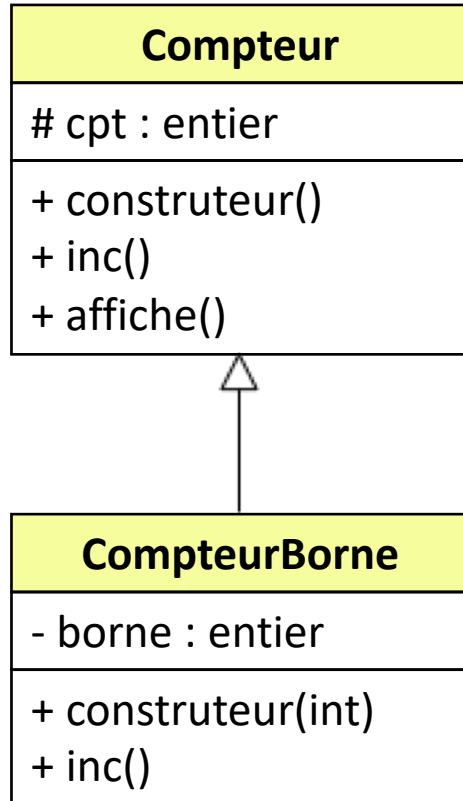 Compteur
# cpt : entier
+ construteur()
+ inc()
+ affiche()
CompteurBorne
- borne : entier
+ construteur(int)
+ inc()